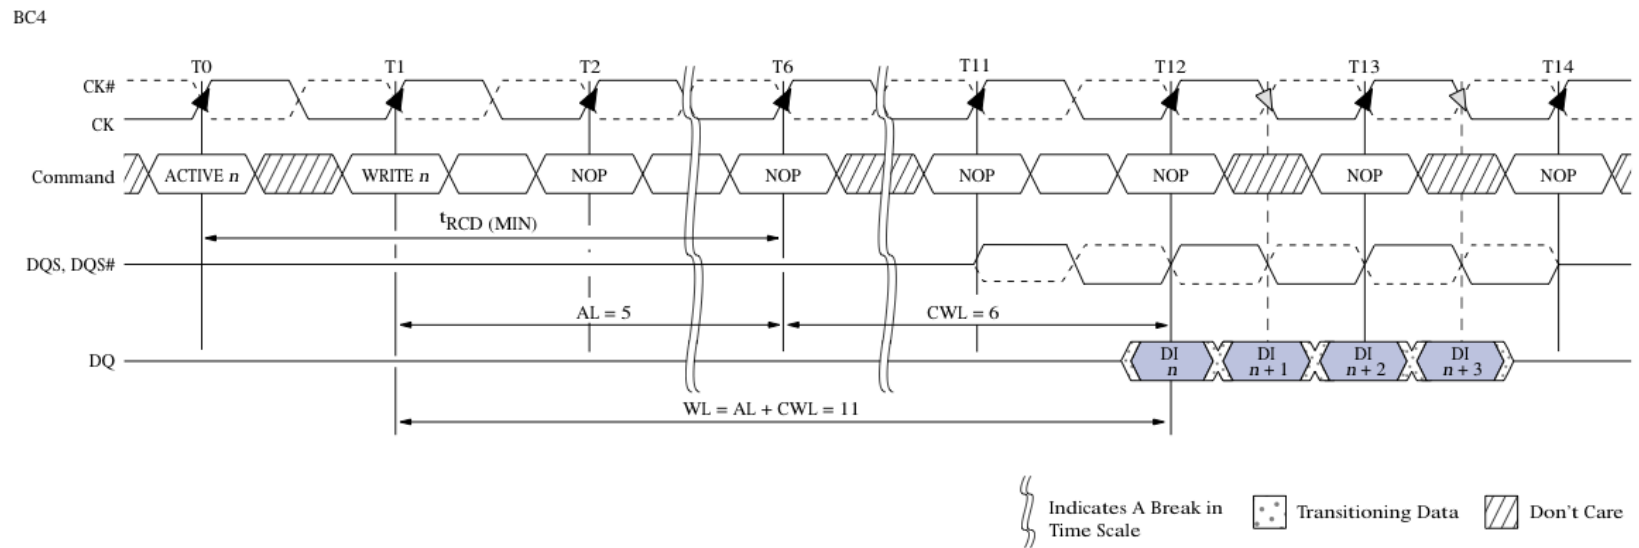 BC4
T0 T1 T2 T6 T11 T12 T13 T14
CK#
CK
Command ACTIVE n WRITE n NOP NOP NOP NOP NOP NOP
tRCD (MIN)
DQS, DQS#
AL = 5 CWL = 6
DQ DI n DI n + 1 DI n + 2 DI n + 3
WL = AL + CWL = 11
Indicates A Break in
Time Scale
Transitioning Data
Don't Care